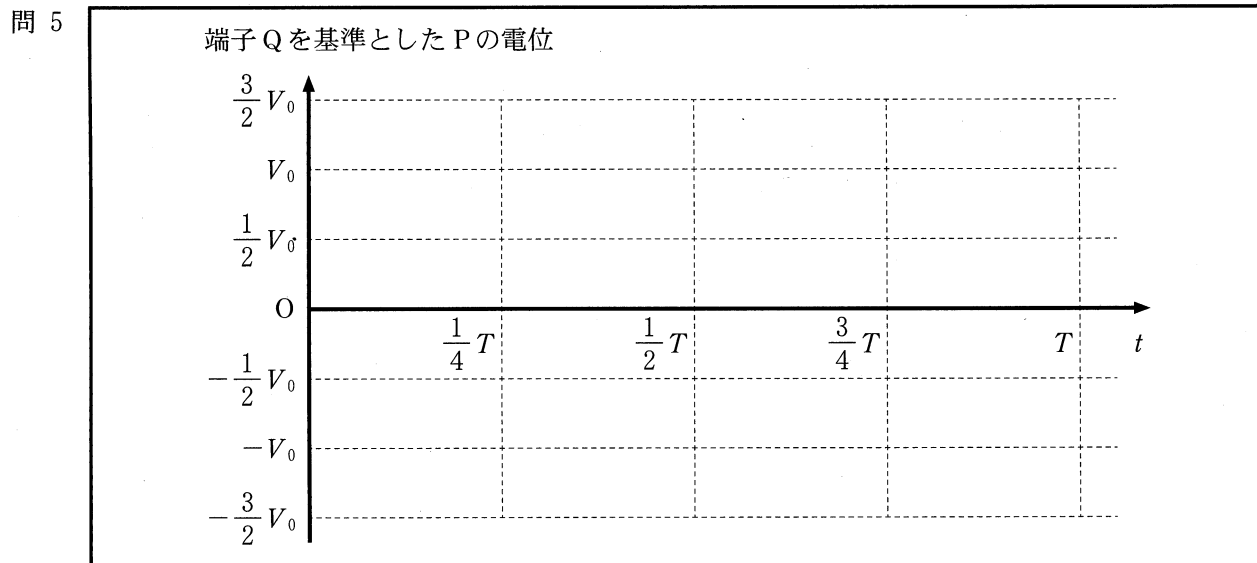 問 5
端子Qを基準としたPの電位
3/2 V₀
V₀
1/2 V₀
O
1/4 T 1/2 T 3/4 T T t
−1/2 V₀
−V₀
−3/2 V₀